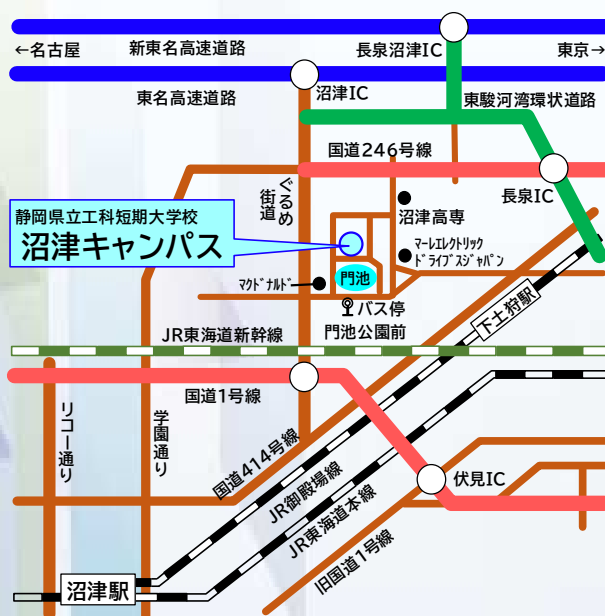 ←名古屋
新東名高速道路
長泉沼津IC
東京→
東名高速道路
沼津IC
東駿河湾環状道路
国道246号線
長泉IC
ぐるめ
街道
静岡県立工科短期大学校
沼津キャンパス
沼津高専
マーレエレクトリック
ドライブスジャパン
マクドナルド
門池
バス停
門池公園前
下土狩駅
JR東海道新幹線
国道1号線
リコー通り
学園通り
国道414号線
JR御殿場線
JR東海道本線
旧国道1号線
伏見IC
沼津駅